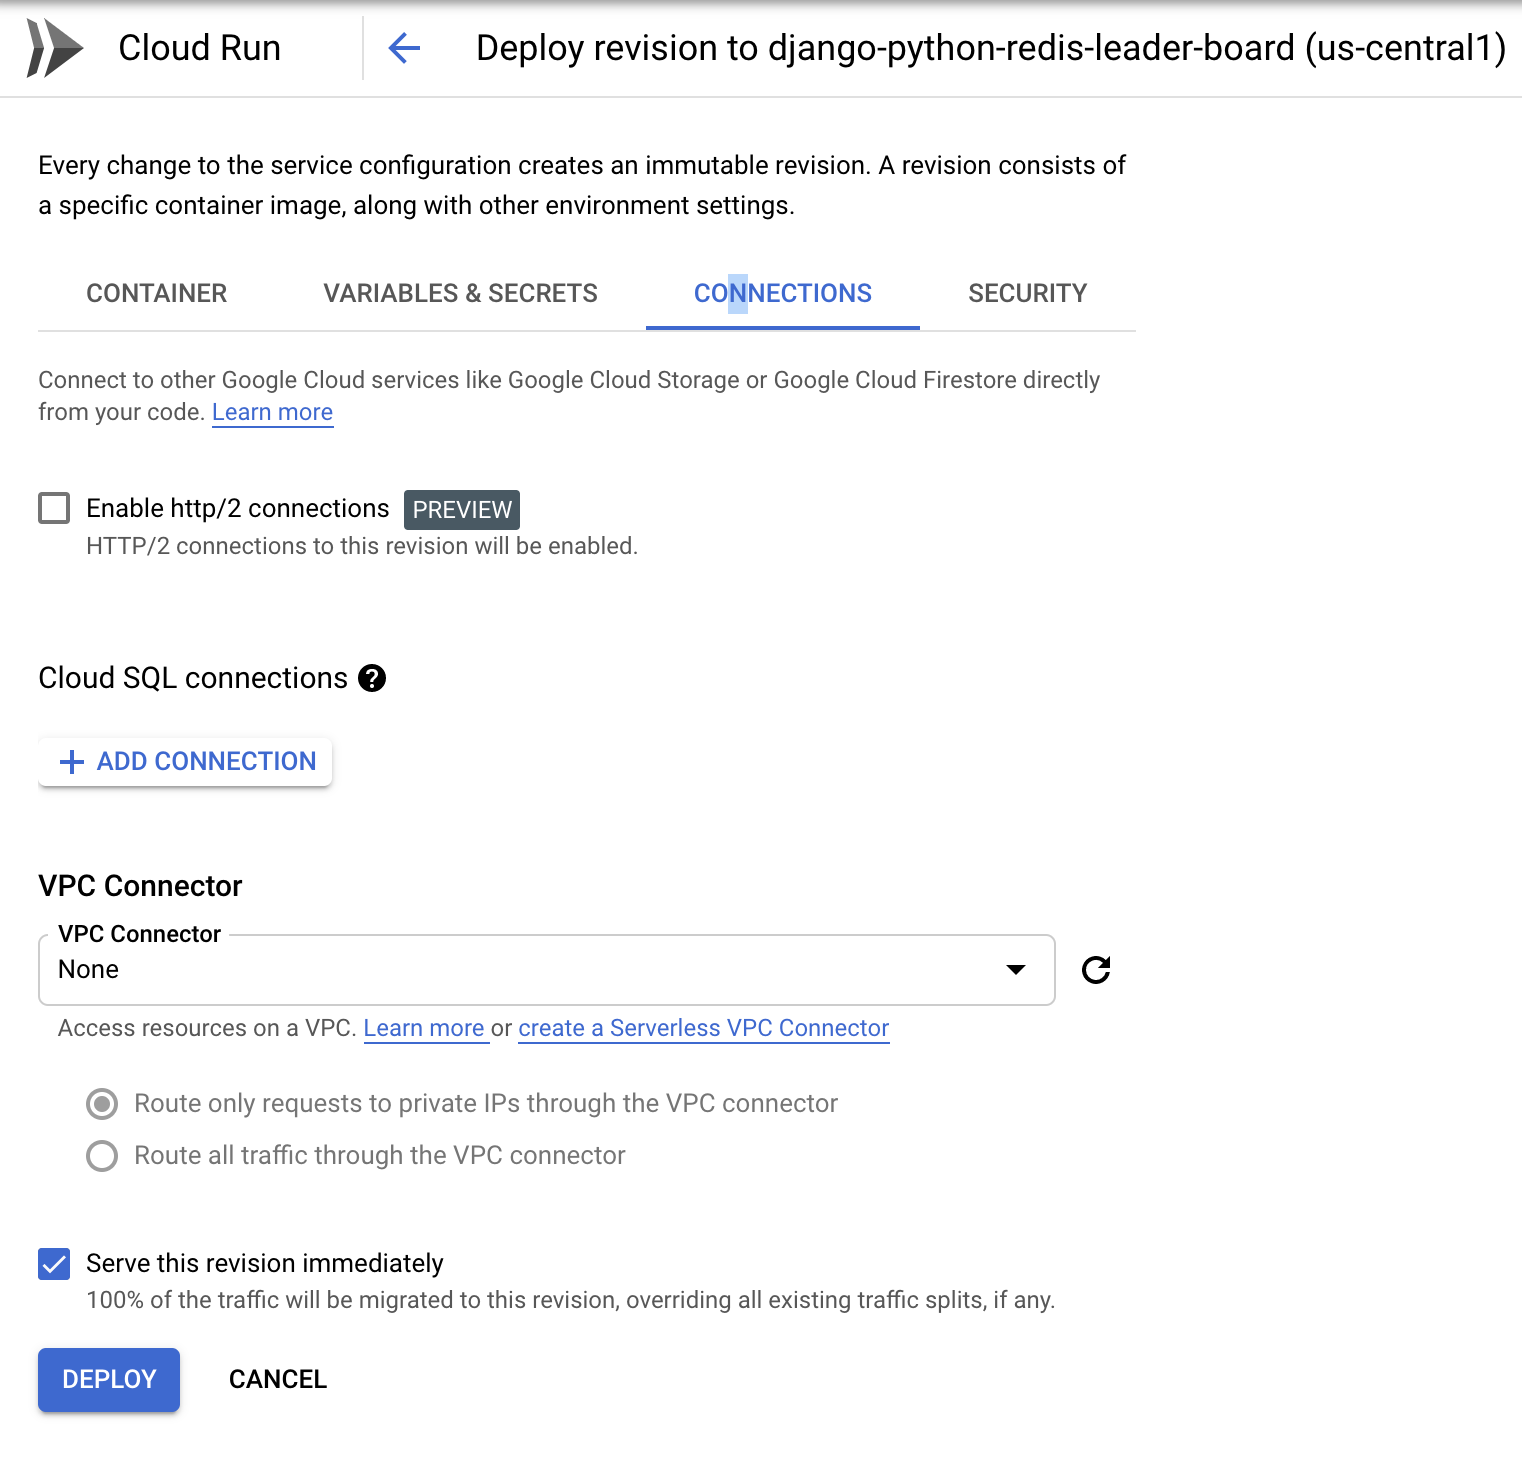 Cloud Run
Deploy revision to django-python-redis-leader-board (us-central1)
Every change to the service configuration creates an immutable revision. A revision consists of
a specific container image, along with other environment settings.
CONTAINER
VARIABLES & SECRETS
CONNECTIONS
SECURITY
Connect to other Google Cloud services like Google Cloud Storage or Google Cloud Firestore directly
from your code. Learn more
Enable http/2 connections PREVIEW
HTTP/2 connections to this revision will be enabled.
Cloud SQL connections ?
+ ADD CONNECTION
VPC Connector
VPC Connector
None
Access resources on a VPC. Learn more or create a Serverless VPC Connector
Route only requests to private IPs through the VPC connector
Route all traffic through the VPC connector
Serve this revision immediately
100% of the traffic will be migrated to this revision, overriding all existing traffic splits, if any.
DEPLOY
CANCEL